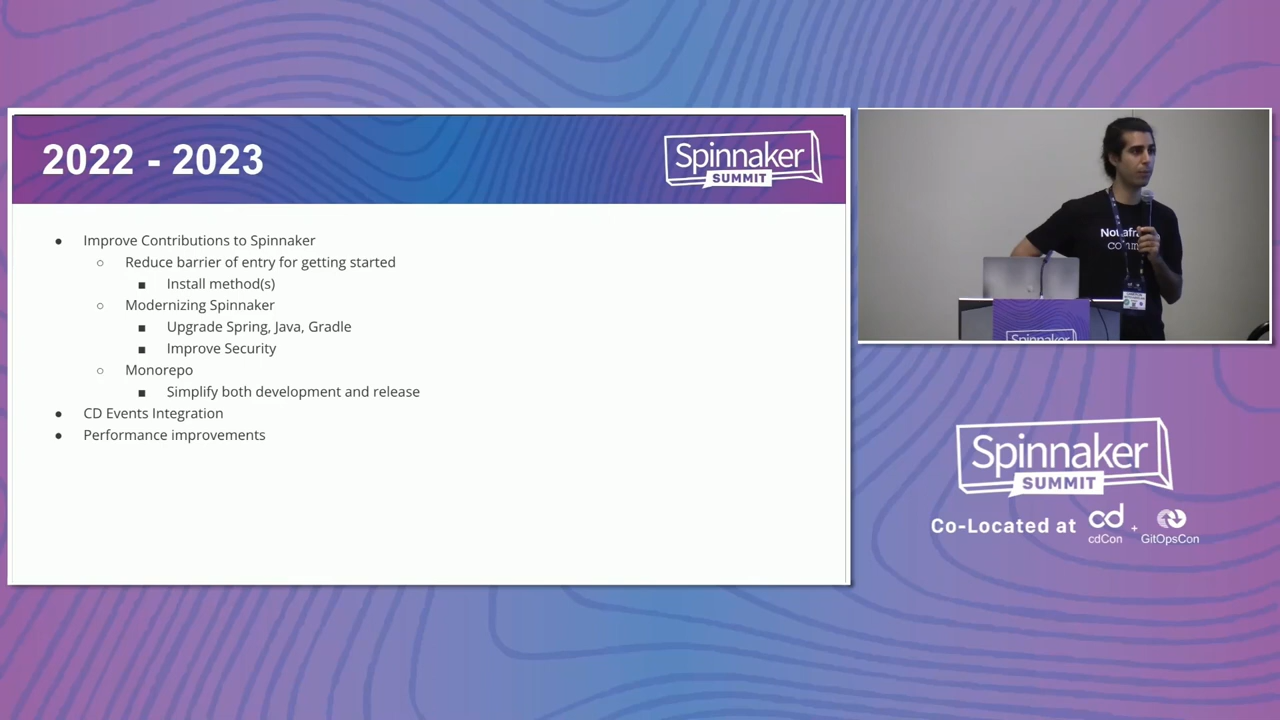 2022 - 2023
Spinnaker
SUMMIT
● Improve Contributions to Spinnaker
○ Reduce barrier of entry for getting started
■ Install method(s)
○ Modernizing Spinnaker
■ Upgrade Spring, Java, Gradle
■ Improve Security
○ Monorepo
■ Simplify both development and release
● CD Events Integration
● Performance improvements
Spinnaker
Spinnaker
SUMMIT
Co-Located at
cd
cdCon
+
GitOpsCon